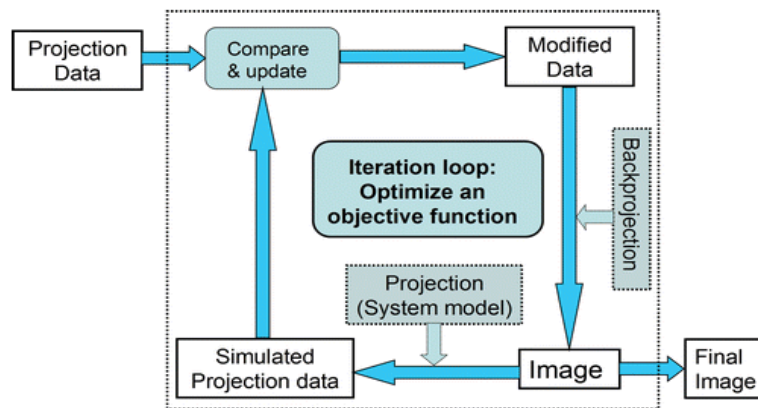 Projection
Data
Compare
& update
Modified
Data
Iteration loop:
Optimize an
objective function
Backprojection
Projection
(System model)
Simulated
Projection data
Image
Final
Image